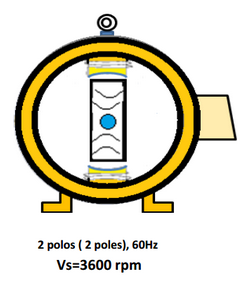 2 polos ( 2 poles), 60Hz
Vs=3600 rpm